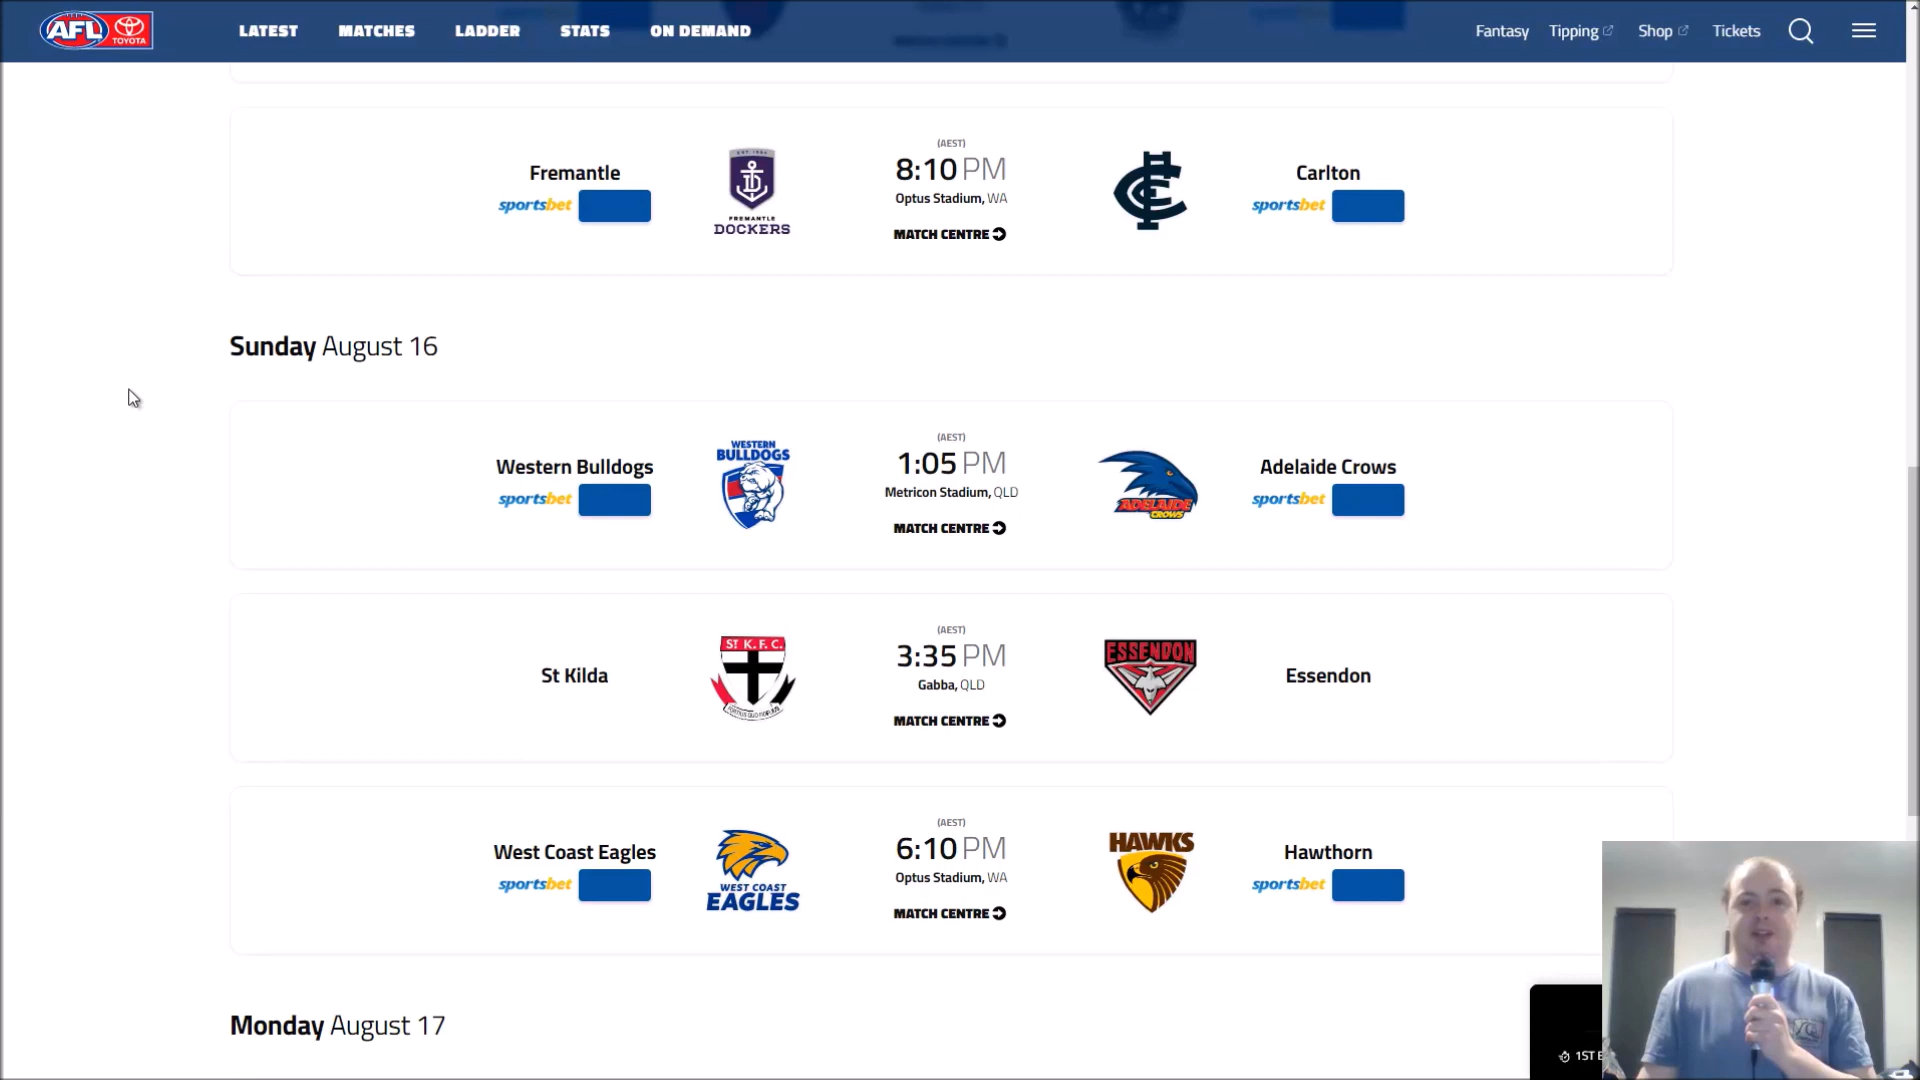 AFL TOYOTA LATEST MATCHES LADDER STATS ON DEMAND Fantasy Tipping Shop Tickets
(AEST)
Fremantle 8:10 PM Carlton
sportsbet Optus Stadium, WA sportsbet
FREMANTLE
DOCKERS
MATCH CENTRE
Sunday August 16
(AEST)
WESTERN
BULLDOGS
Western Bulldogs 1:05 PM Adelaide Crows
sportsbet Metricon Stadium, QLD sportsbet
ADELAIDE
CROWS
MATCH CENTRE
(AEST)
ST K.F.C. ESSENDON
3:35 PM
St Kilda Essendon
Gabba, QLD
MATCH CENTRE
(AEST)
HAWKS
West Coast Eagles 6:10 PM Hawthorn
sportsbet Optus Stadium, WA sportsbet
WEST COAST
EAGLES
MATCH CENTRE
Monday August 17
1ST